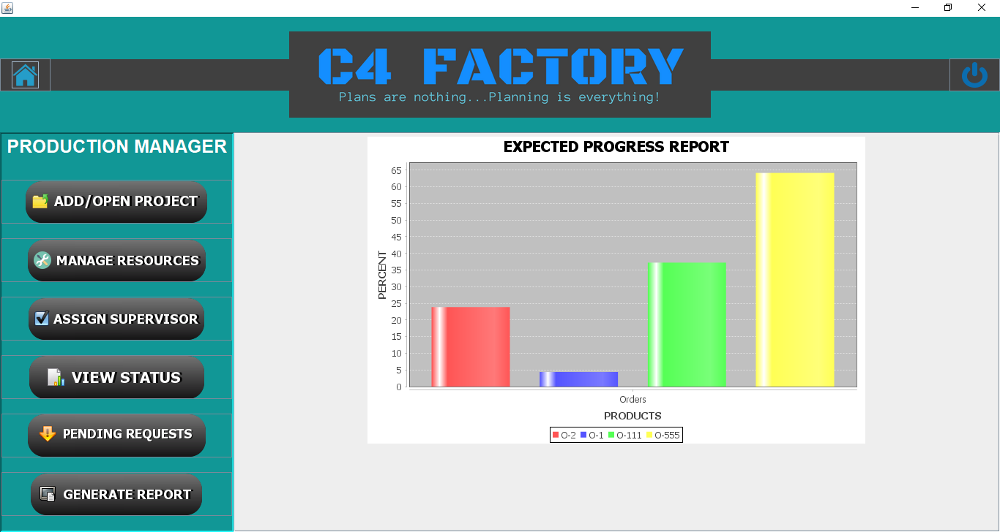 C4 FACTORY
Plans are nothing...Planning is everything!
PRODUCTION MANAGER
ADD/OPEN PROJECT
MANAGE RESOURCES
ASSIGN SUPERVISOR
VIEW STATUS
PENDING REQUESTS
GENERATE REPORT
EXPECTED PROGRESS REPORT
PERCENT
65
60
55
50
45
40
35
30
25
20
15
10
5
0
Orders
PRODUCTS
O-2 O-1 O-111 O-555